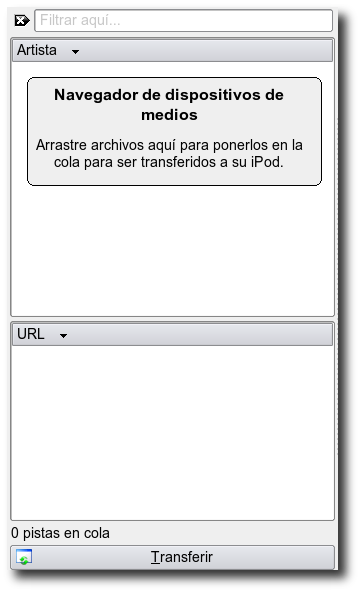 Filtrar aquí...
Artista
Navegador de dispositivos de
medios
Arrastre archivos aquí para ponerlos en la
cola para ser transferidos a su iPod.
URL
0 pistas en cola
Transferir